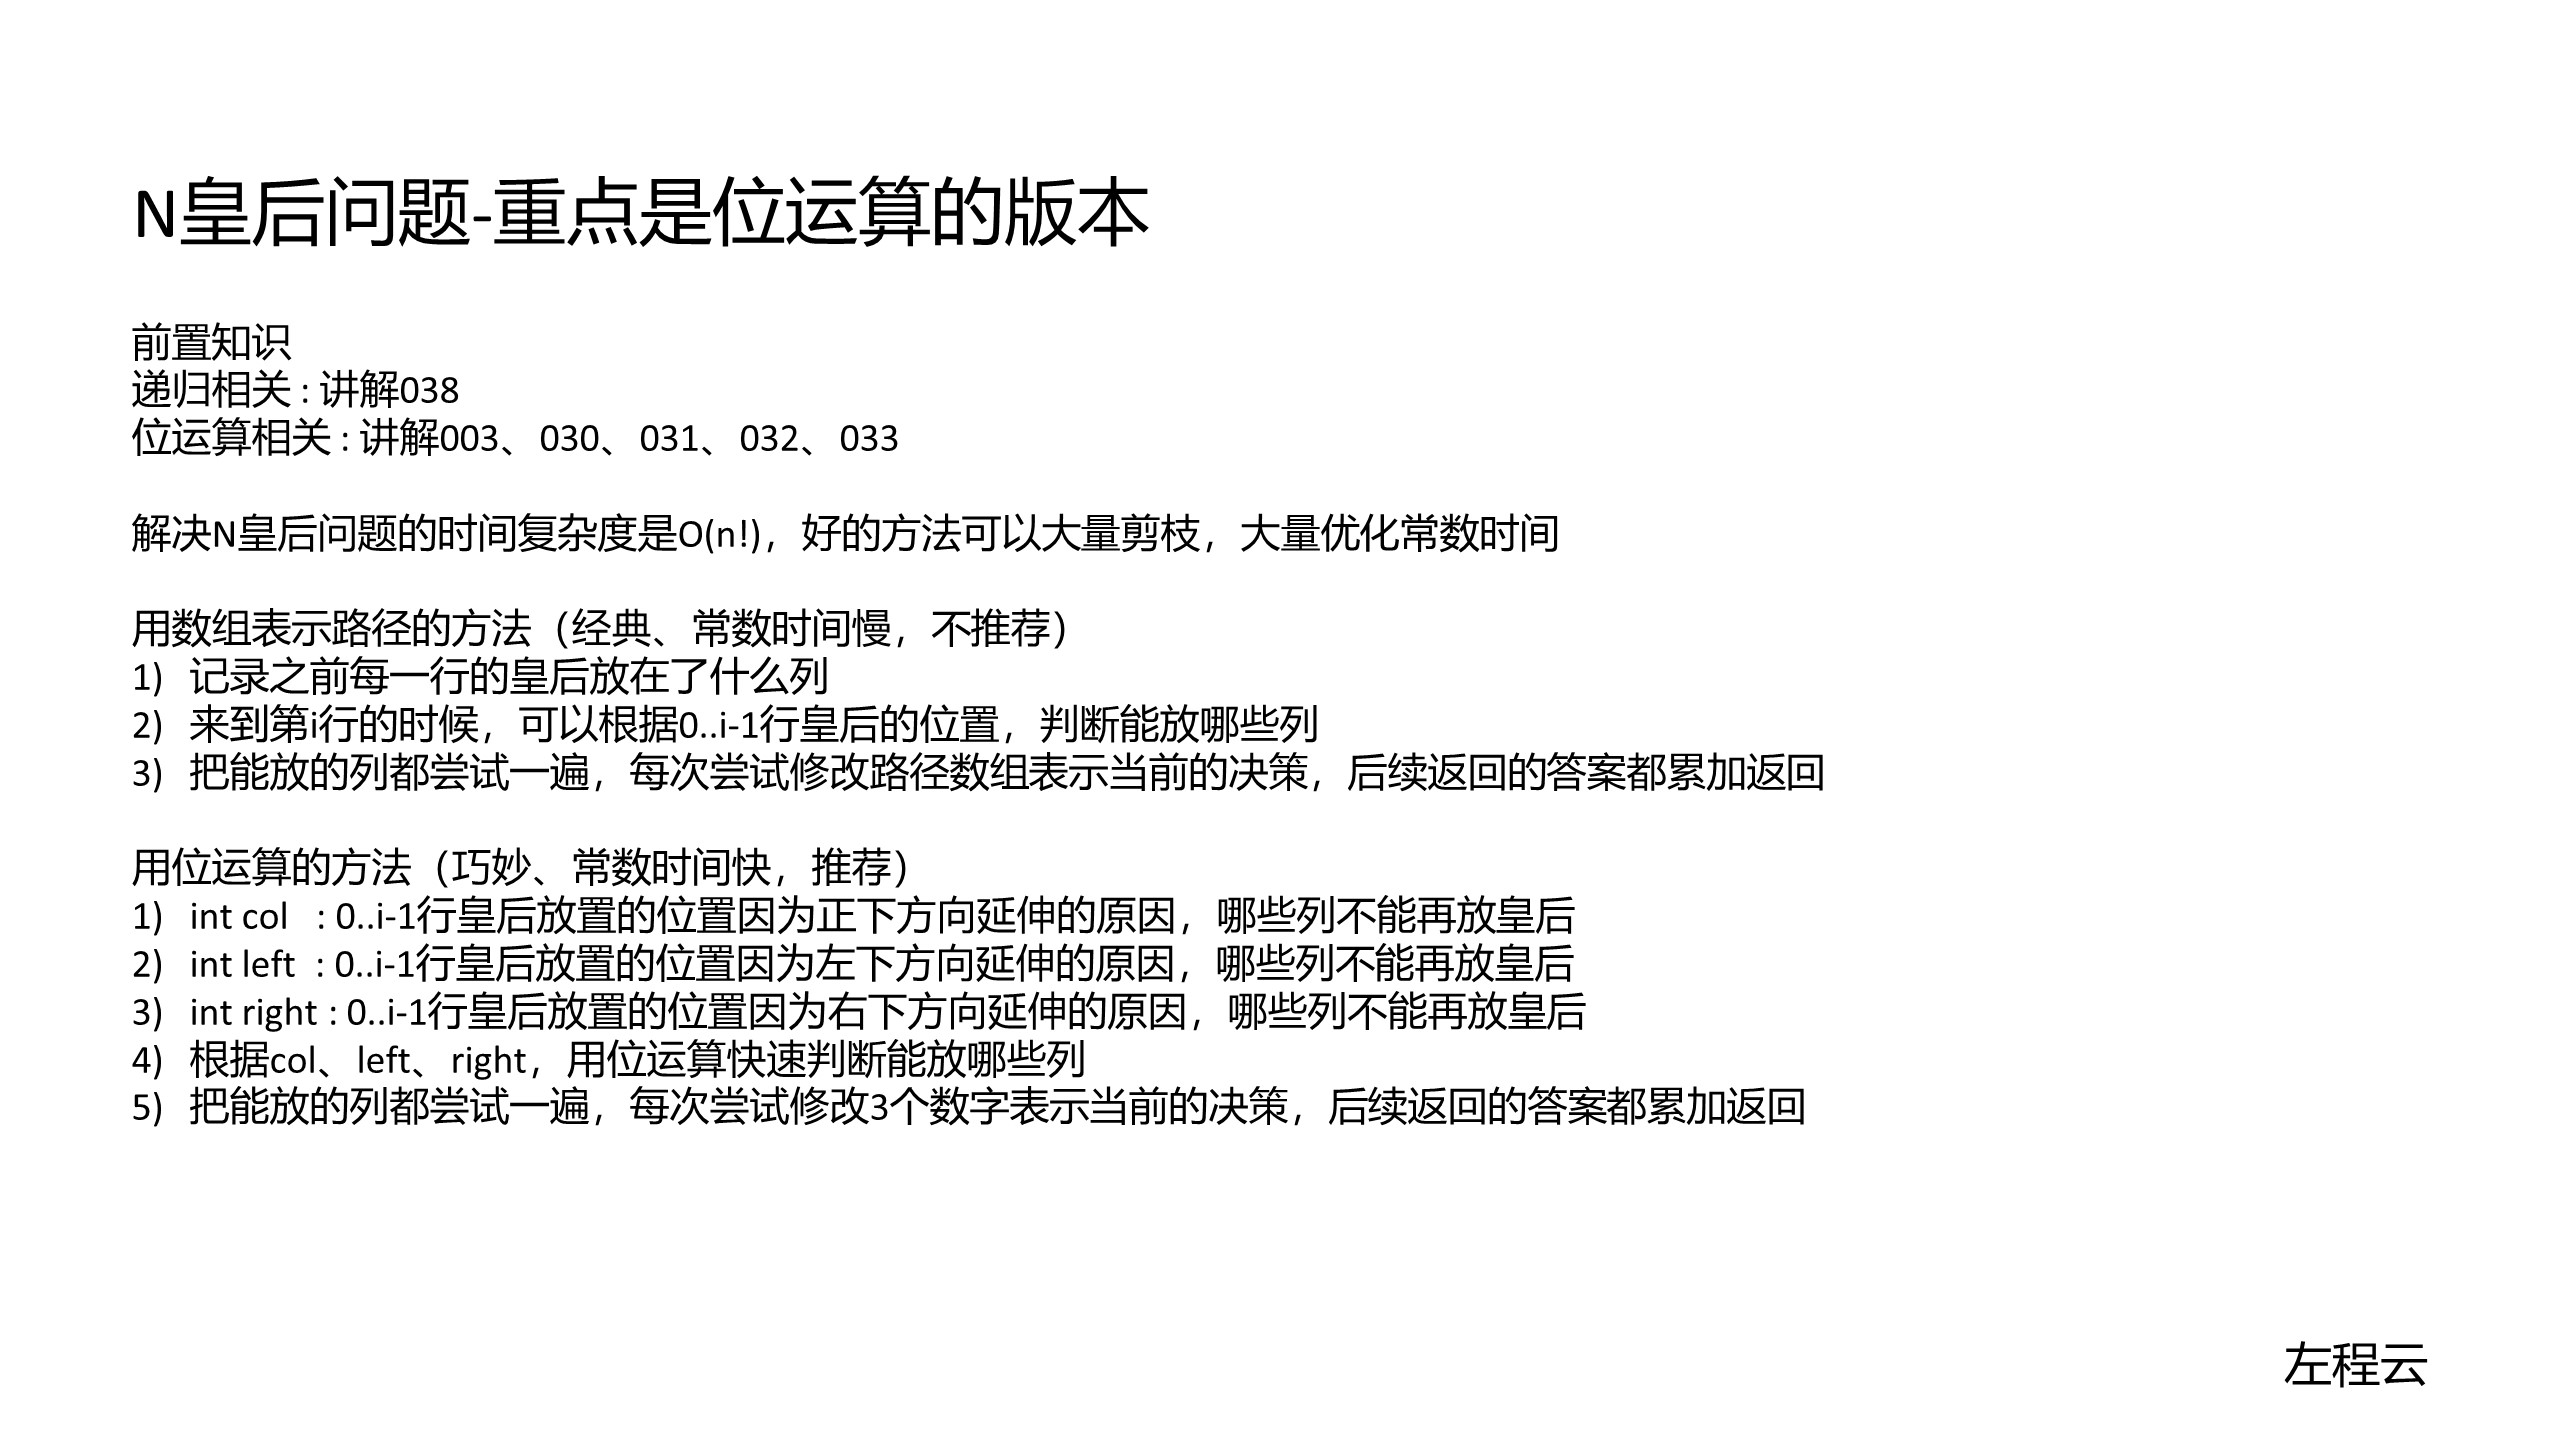 N皇后问题-重点是位运算的版本
前置知识
递归相关 : 讲解038
位运算相关 : 讲解003、030、031、032、033
解决N皇后问题的时间复杂度是O(n!)，好的方法可以大量剪枝，大量优化常数时间
用数组表示路径的方法（经典、常数时间慢，不推荐）
1) 记录之前每一行的皇后放在了什么列
2) 来到第i行的时候，可以根据0..i-1行皇后的位置，判断能放哪些列
3) 把能放的列都尝试一遍，每次尝试修改路径数组表示当前的决策，后续返回的答案都累加返回
用位运算的方法（巧妙、常数时间快，推荐）
1) int col : 0..i-1行皇后放置的位置因为正下方向延伸的原因，哪些列不能再放皇后
2) int left : 0..i-1行皇后放置的位置因为左下方向延伸的原因，哪些列不能再放皇后
3) int right : 0..i-1行皇后放置的位置因为右下方向延伸的原因，哪些列不能再放皇后
4) 根据col、left、right，用位运算快速判断能放哪些列
5) 把能放的列都尝试一遍，每次尝试修改3个数字表示当前的决策，后续返回的答案都累加返回
左程云